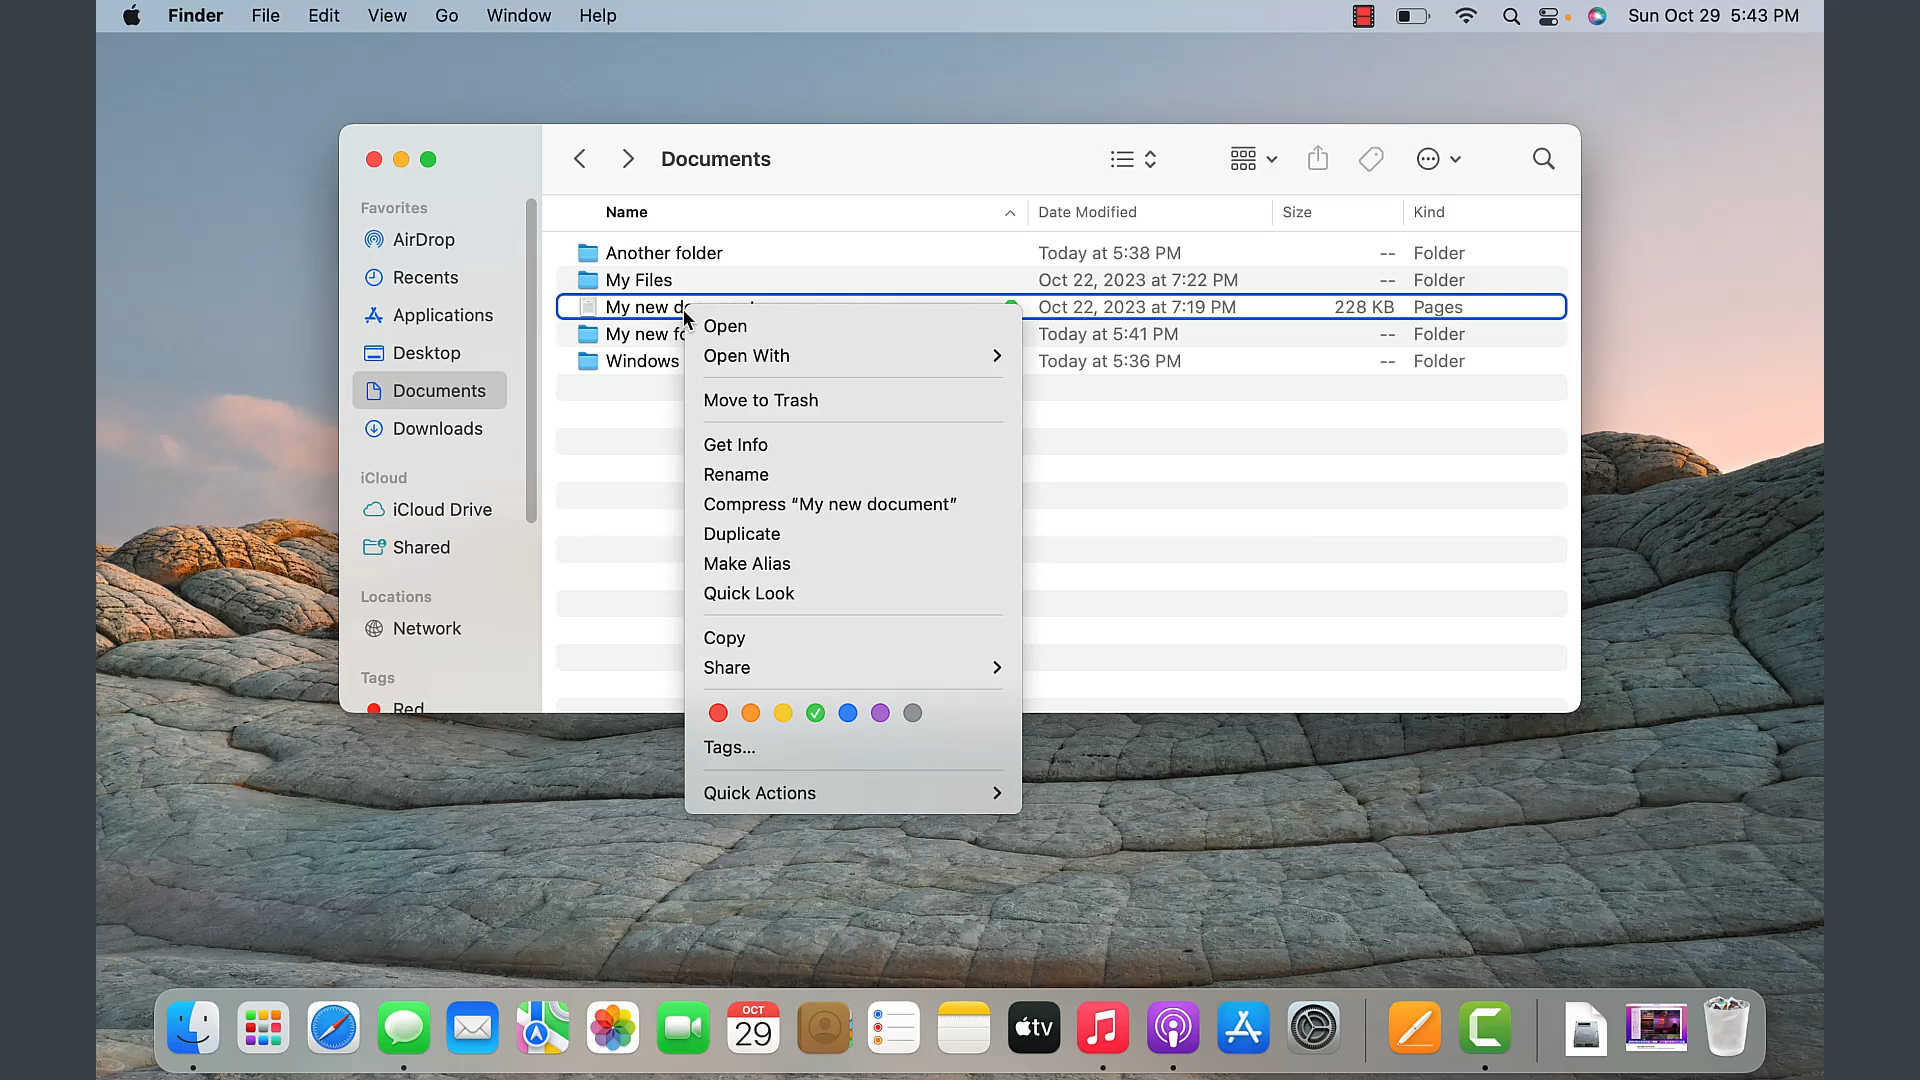 Finder File Edit View Go Window Help Sun Oct 29 5:43 PM
Documents
Favorites
AirDrop
Recents
Applications
Desktop
Documents
Downloads
iCloud
iCloud Drive
Shared
Locations
Network
Tags
Red
Name Date Modified Size Kind
Another folder Today at 5:38 PM -- Folder
My Files Oct 22, 2023 at 7:22 PM -- Folder
My new Oct 22, 2023 at 7:19 PM 228 KB Pages
My new Today at 5:41 PM -- Folder
Windows Today at 5:36 PM -- Folder
Open
Open With
Move to Trash
Get Info
Rename
Compress “My new document”
Duplicate
Make Alias
Quick Look
Copy
Share
Tags...
Quick Actions
OCT
29
tv